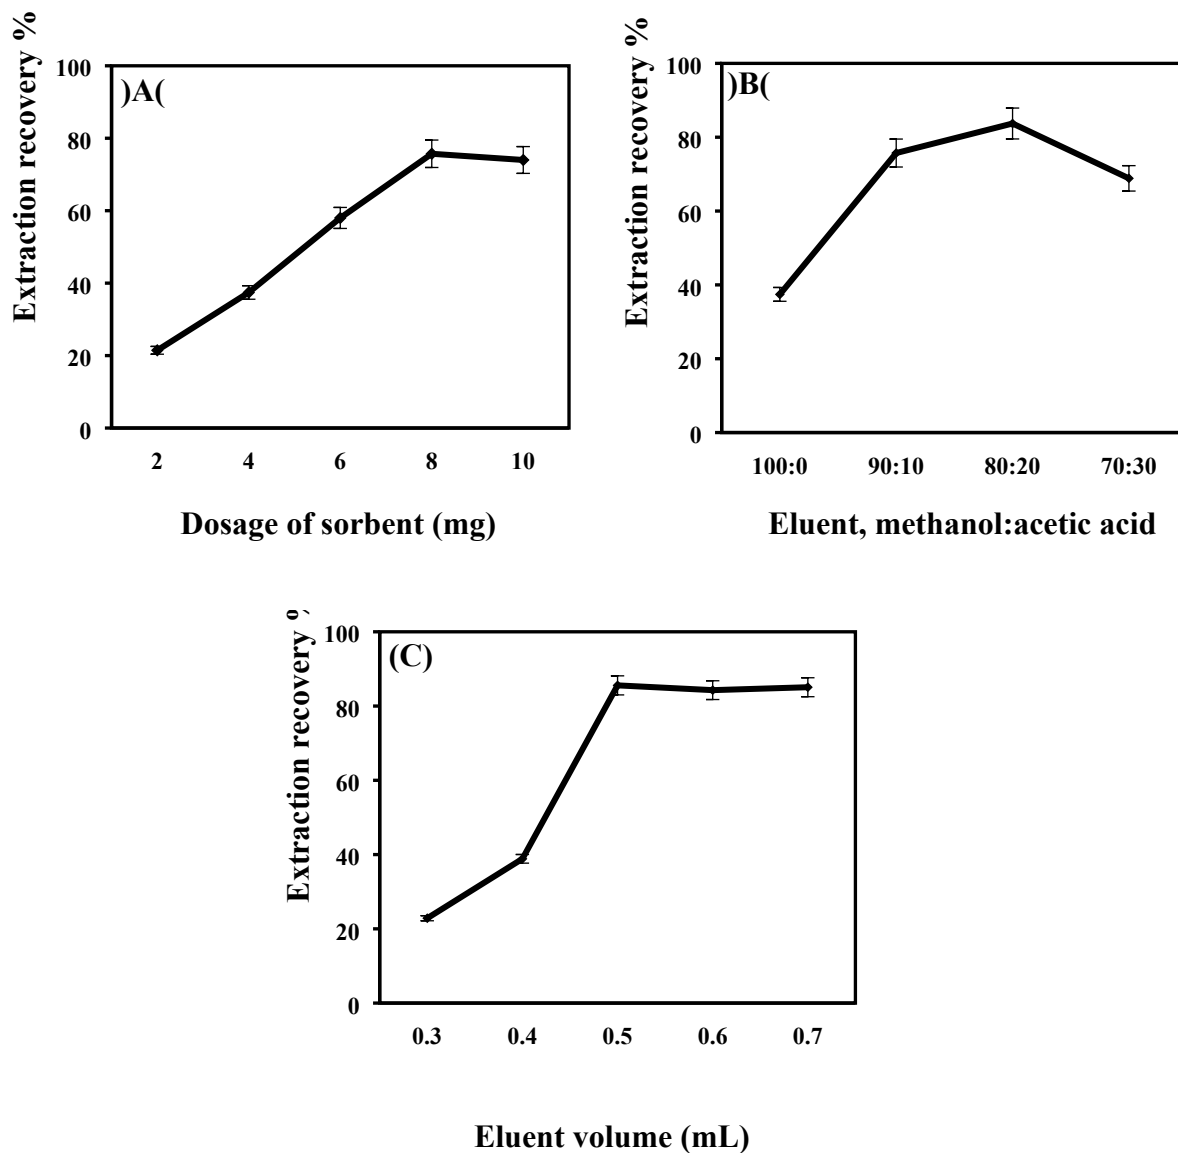 Extraction recovery %
100
80
60
40
20
0
)A(
2 4 6 8 10
Dosage of sorbent (mg)
Extraction recovery %
100
80
60
40
20
0
)B(
100:0 90:10 80:20 70:30
Eluent, methanol:acetic acid
Extraction recovery %
100
80
60
40
20
0
(C)
0.3 0.4 0.5 0.6 0.7
Eluent volume (mL)